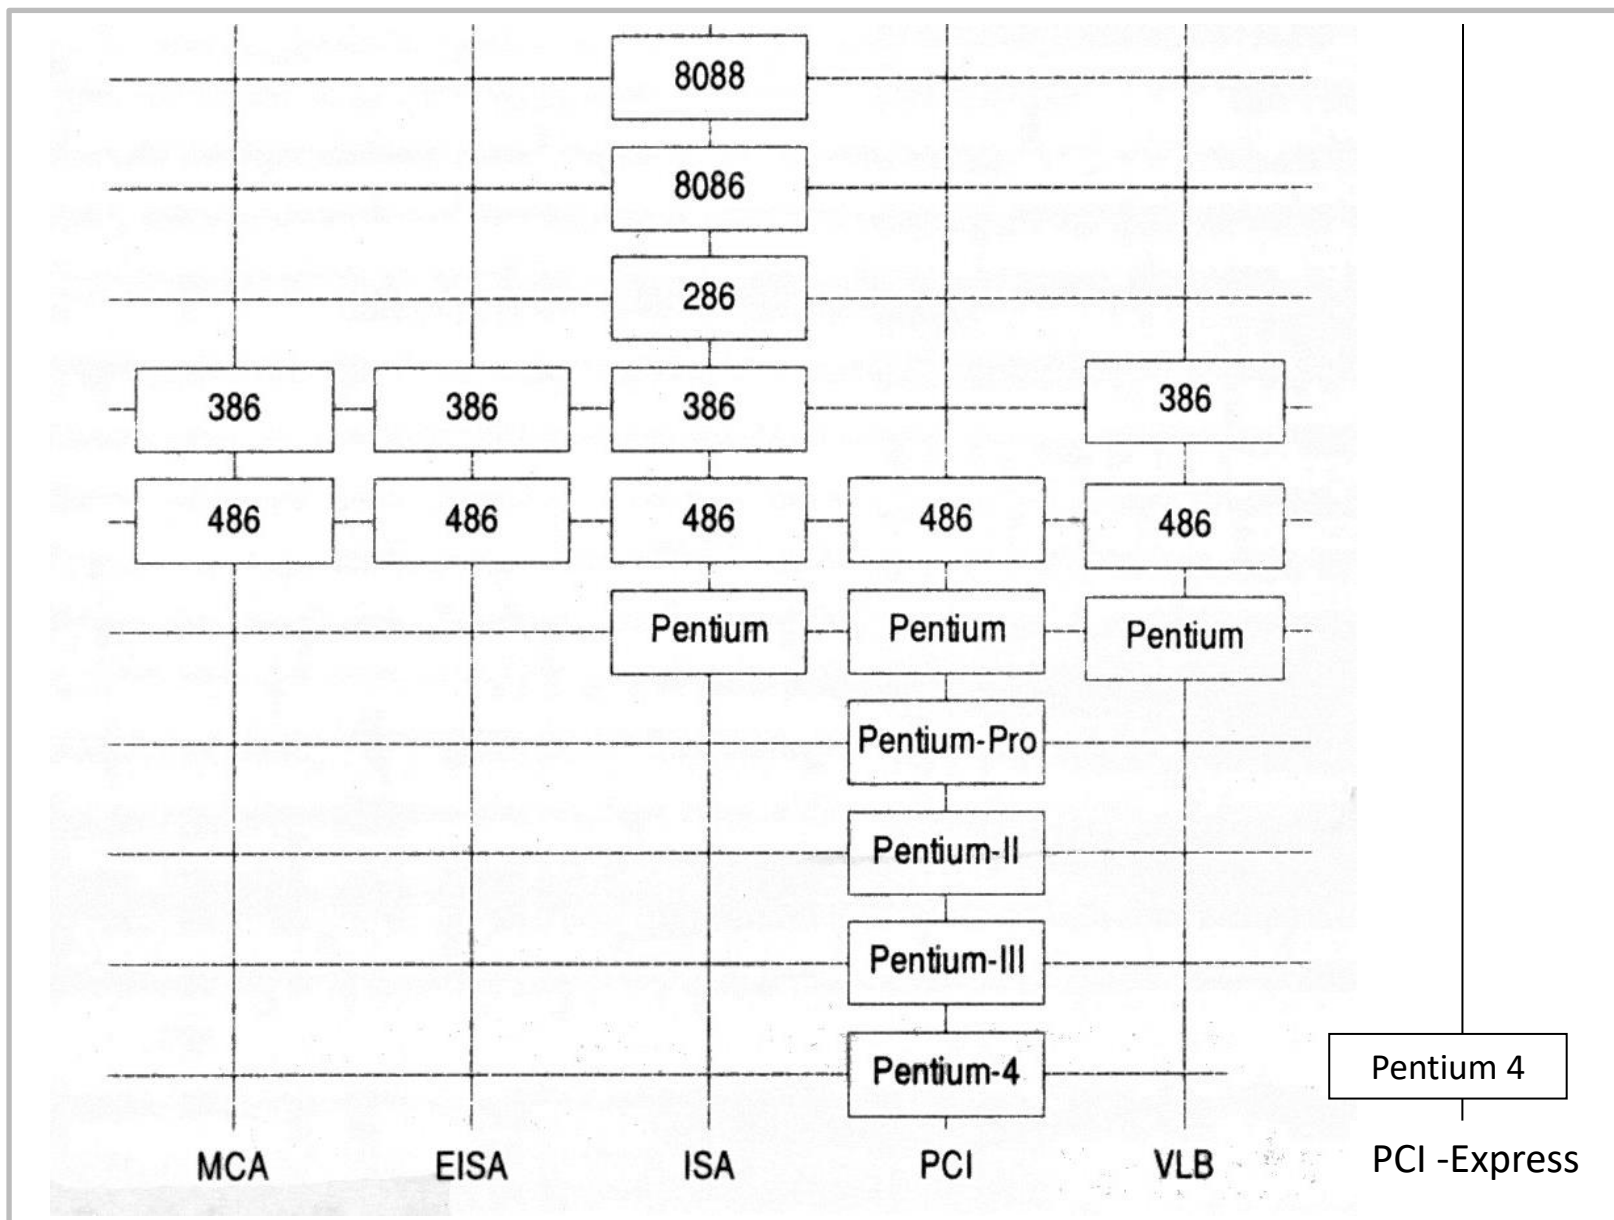 8088
8086
286
386 386 386 386
486 486 486 486 486
Pentium Pentium Pentium
Pentium-Pro
Pentium-II
Pentium-III
Pentium-4 Pentium 4
MCA EISA ISA PCI VLB PCI -Express